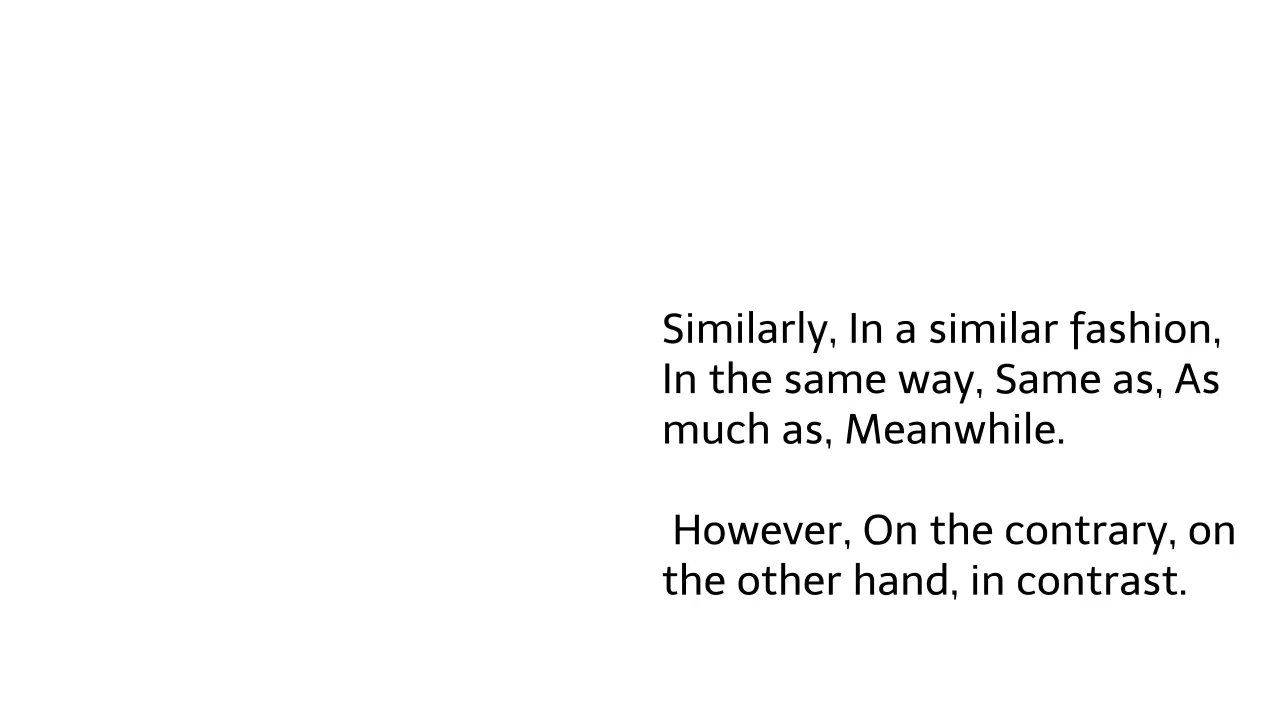 Similarly, In a similar fashion,
In the same way, Same as, As
much as, Meanwhile.
However, On the contrary, on
the other hand, in contrast.